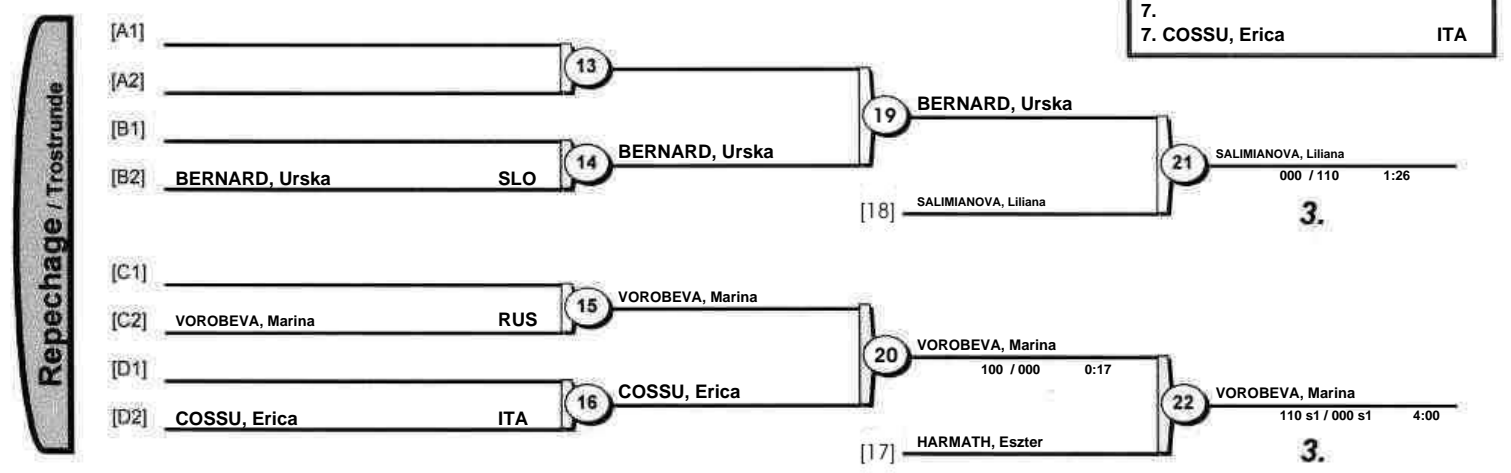 7.
7. COSSU, Erica ITA
Repechage / Trostrunde
[A1]
13
[A2]
BERNARD, Urska
19
[B1]
14 BERNARD, Urska
[B2] BERNARD, Urska SLO
21 SALIMIANOVA, Liliana
000 / 110 1:26
[18] SALIMIANOVA, Liliana
3.
[C1]
15 VOROBEVA, Marina
[C2] VOROBEVA, Marina RUS
20 VOROBEVA, Marina
100 / 000 0:17
[D1]
16 COSSU, Erica
[D2] COSSU, Erica ITA
22 VOROBEVA, Marina
110 s1 / 000 s1 4:00
[17] HARMATH, Eszter
3.